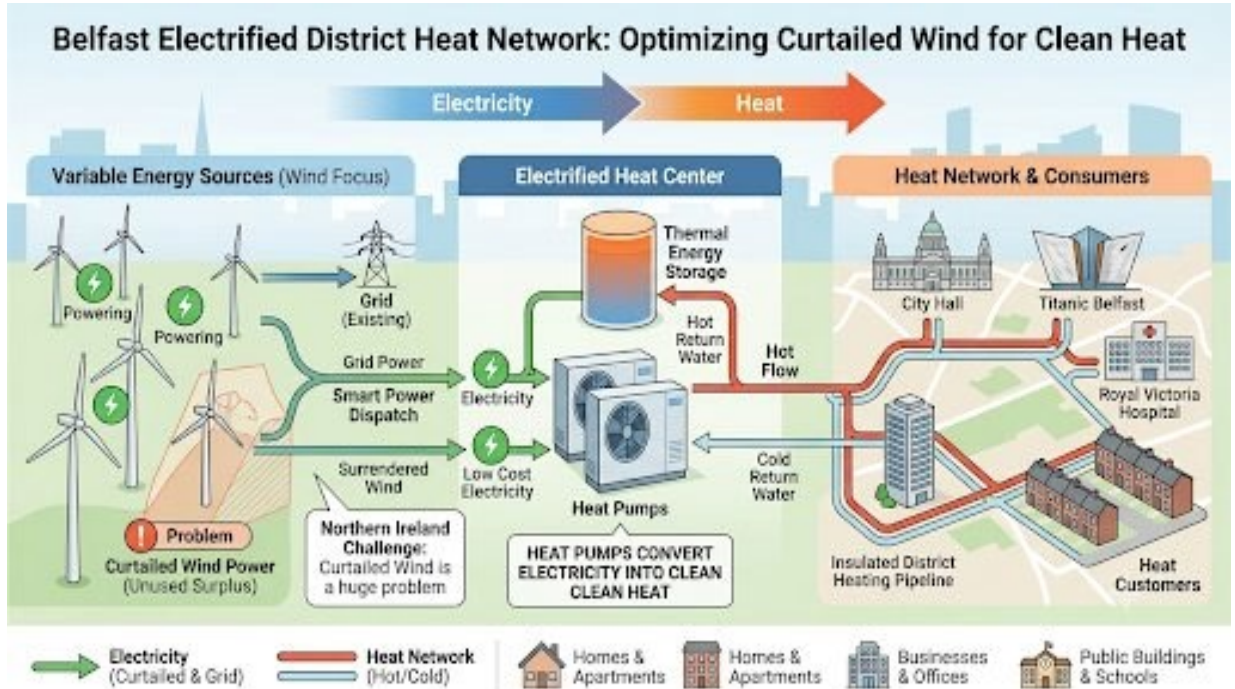 Belfast Electrified District Heat Network: Optimizing Curtailed Wind for Clean Heat
Electricity
Heat
Variable Energy Sources (Wind Focus)
Powering
Powering
Grid
(Existing)
Grid Power
Smart Power
Dispatch
Surrendered
Wind
Problem
Curtailed Wind Power
(Unused Surplus)
Northern Ireland
Challenge:
Curtailed Wind is
a huge problem
Electrified Heat Center
Thermal
Energy
Storage
Hot
Return
Water
Electricity
Low Cost
Electricity
Heat Pumps
HEAT PUMPS CONVERT
ELECTRICITY INTO CLEAN
CLEAN HEAT
Hot
Flow
Cold
Return
Water
Heat Network & Consumers
City Hall
Titanic Belfast
Royal Victoria
Hospital
Insulated District
Heating Pipeline
Heat
Customers
Electricity
(Curtailed & Grid)
Heat Network
(Hot/Cold)
Homes &
Apartments
Homes &
Apartments
Businesses
& Offices
Public Buildings
& Schools